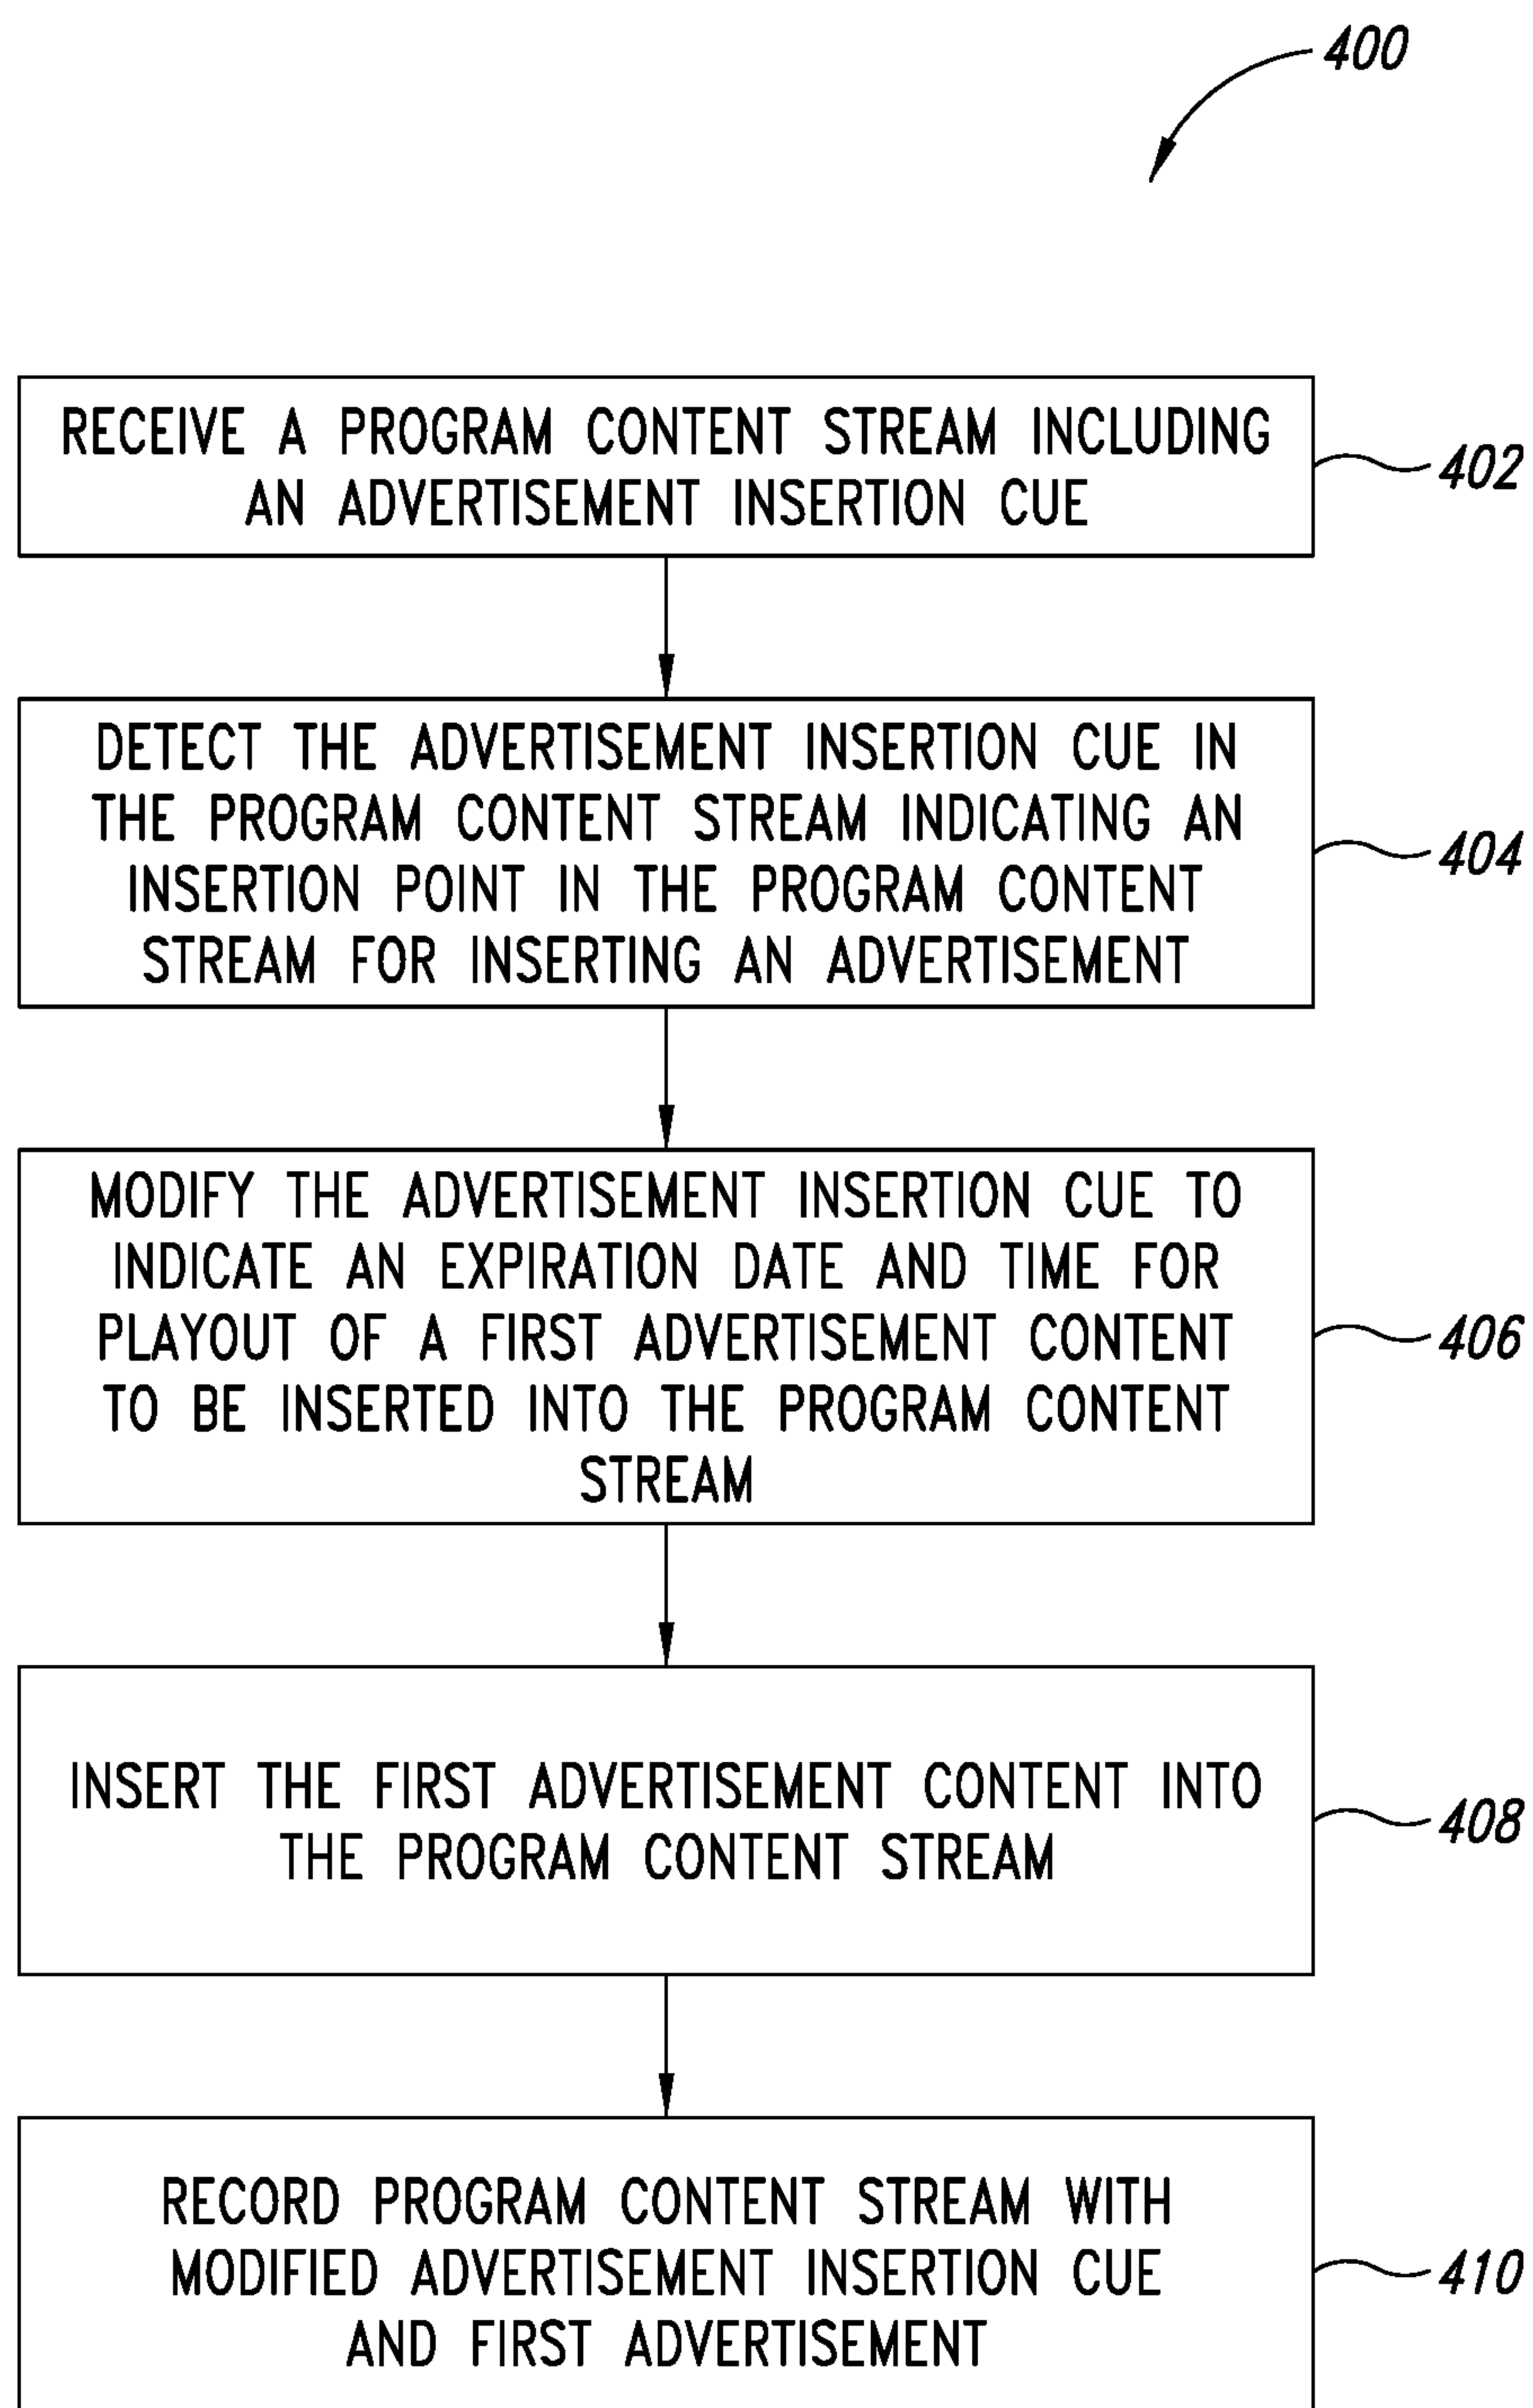 400
RECEIVE A PROGRAM CONTENT STREAM INCLUDING
AN ADVERTISEMENT INSERTION CUE
402
DETECT THE ADVERTISEMENT INSERTION CUE IN
THE PROGRAM CONTENT STREAM INDICATING AN
INSERTION POINT IN THE PROGRAM CONTENT
STREAM FOR INSERTING AN ADVERTISEMENT
404
MODIFY THE ADVERTISEMENT INSERTION CUE TO
INDICATE AN EXPIRATION DATE AND TIME FOR
PLAYOUT OF A FIRST ADVERTISEMENT CONTENT
TO BE INSERTED INTO THE PROGRAM CONTENT
STREAM
406
INSERT THE FIRST ADVERTISEMENT CONTENT INTO
THE PROGRAM CONTENT STREAM
408
RECORD PROGRAM CONTENT STREAM WITH
MODIFIED ADVERTISEMENT INSERTION CUE
AND FIRST ADVERTISEMENT
410